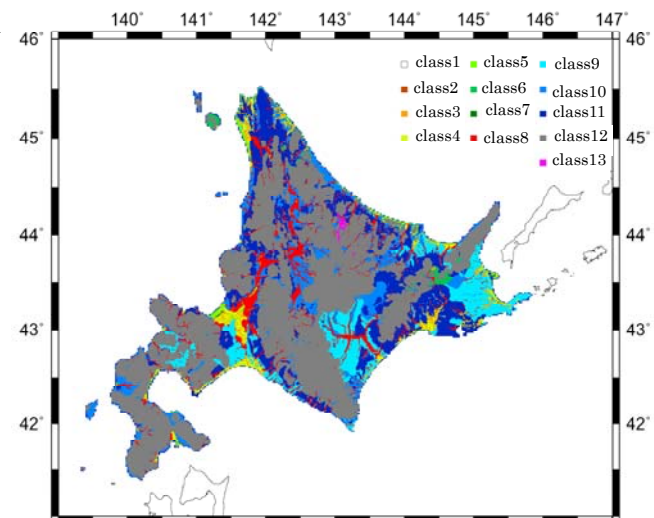 140° 141° 142° 143° 144° 145° 146° 147°
46° 46°
class1 class5 class9
class2 class6 class10
class3 class7 class11
class4 class8 class12
class13
45° 45°
44° 44°
43° 43°
42° 42°